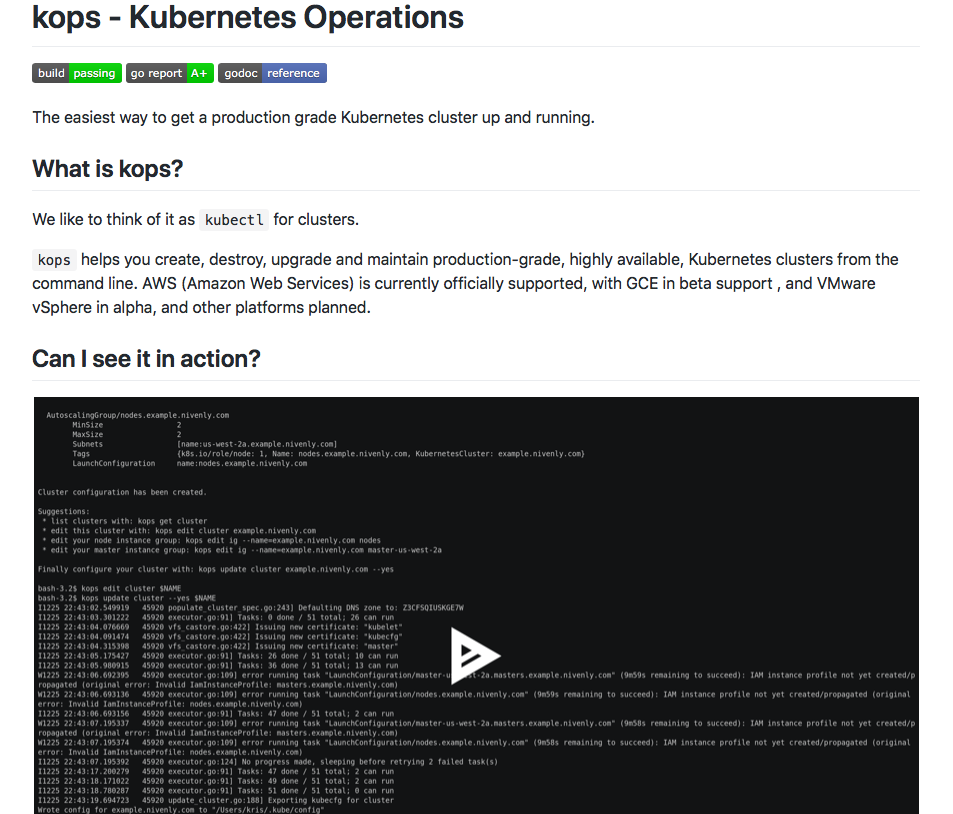 kops - Kubernetes Operations
build passing go report A+ godoc reference
The easiest way to get a production grade Kubernetes cluster up and running.
What is kops?
We like to think of it as kubectl for clusters.
kops helps you create, destroy, upgrade and maintain production-grade, highly available, Kubernetes clusters from the
command line. AWS (Amazon Web Services) is currently officially supported, with GCE in beta support , and VMware
vSphere in alpha, and other platforms planned.
Can I see it in action?
AutoscalingGroup/nodes.example.nivenly.com
MinSize 2
MaxSize 2
Subnets [name:us-west-2a.example.nivenly.com]
Tags {k8s.io/role/node: 1, Name: nodes.example.nivenly.com, KubernetesCluster: example.nivenly.com}
LaunchConfiguration name:nodes.example.nivenly.com
Cluster configuration has been created.
Suggestions:
* list clusters with: kops get cluster
* edit this cluster with: kops edit cluster example.nivenly.com
* edit your node instance group: kops edit ig --name=example.nivenly.com nodes
* edit your master instance group: kops edit ig --name=example.nivenly.com master-us-west-2a
Finally configure your cluster with: kops update cluster example.nivenly.com --yes
bash-3.2$ kops edit cluster $NAME
bash-3.2$ kops update cluster --yes $NAME
I1225 22:43:02.549919 45920 populate_cluster_spec.go:243] Defaulting DNS zone to: Z3CFSQIUSKGE7W
I1225 22:43:03.301222 45920 executor.go:91] Tasks: 0 done / 51 total; 26 can run
I1225 22:43:04.076669 45920 vfs_castore.go:422] Issuing new certificate: "kubelet"
I1225 22:43:04.091474 45920 vfs_castore.go:422] Issuing new certificate: "kubecfg"
I1225 22:43:04.315398 45920 vfs_castore.go:422] Issuing new certificate: "master"
I1225 22:43:05.175427 45920 executor.go:91] Tasks: 26 done / 51 total; 10 can run
I1225 22:43:05.980915 45920 executor.go:91] Tasks: 36 done / 51 total; 13 can run
W1225 22:43:06.692395 45920 executor.go:109] error running task "LaunchConfiguration/master-u st-2a.masters.example.nivenly.com" (9m59s remaining to succeed): IAM instance profile not yet created/p
ropagated (original error: Invalid IamInstanceProfile: masters.example.nivenly.com)
W1225 22:43:06.693136 45920 executor.go:109] error running task "LaunchConfiguration/nodes.example.nivenly.com" (9m59s remaining to succeed): IAM instance profile not yet created/propagated (original
error: Invalid IamInstanceProfile: nodes.example.nivenly.com)
I1225 22:43:06.693156 45920 executor.go:91] Tasks: 47 done / 51 total; 2 can run
W1225 22:43:07.195337 45920 executor.go:109] error running task "LaunchConfiguration/master-us-west-2a.masters.example.nivenly.com" (9m58s remaining to succeed): IAM instance profile not yet created/p
ropagated (original error: Invalid IamInstanceProfile: masters.example.nivenly.com)
W1225 22:43:07.195374 45920 executor.go:109] error running task "LaunchConfiguration/nodes.example.nivenly.com" (9m58s remaining to succeed): IAM instance profile not yet created/propagated (original
error: Invalid IamInstanceProfile: nodes.example.nivenly.com)
I1225 22:43:07.195392 45920 executor.go:124] No progress made, sleeping before retrying 2 failed task(s)
I1225 22:43:17.200279 45920 executor.go:91] Tasks: 47 done / 51 total; 2 can run
I1225 22:43:18.171022 45920 executor.go:91] Tasks: 49 done / 51 total; 2 can run
I1225 22:43:18.780287 45920 executor.go:91] Tasks: 51 done / 51 total; 0 can run
I1225 22:43:19.694723 45920 update_cluster.go:188] Exporting kubecfg for cluster
Wrote config for example.nivenly.com to "/Users/kris/.kube/config"